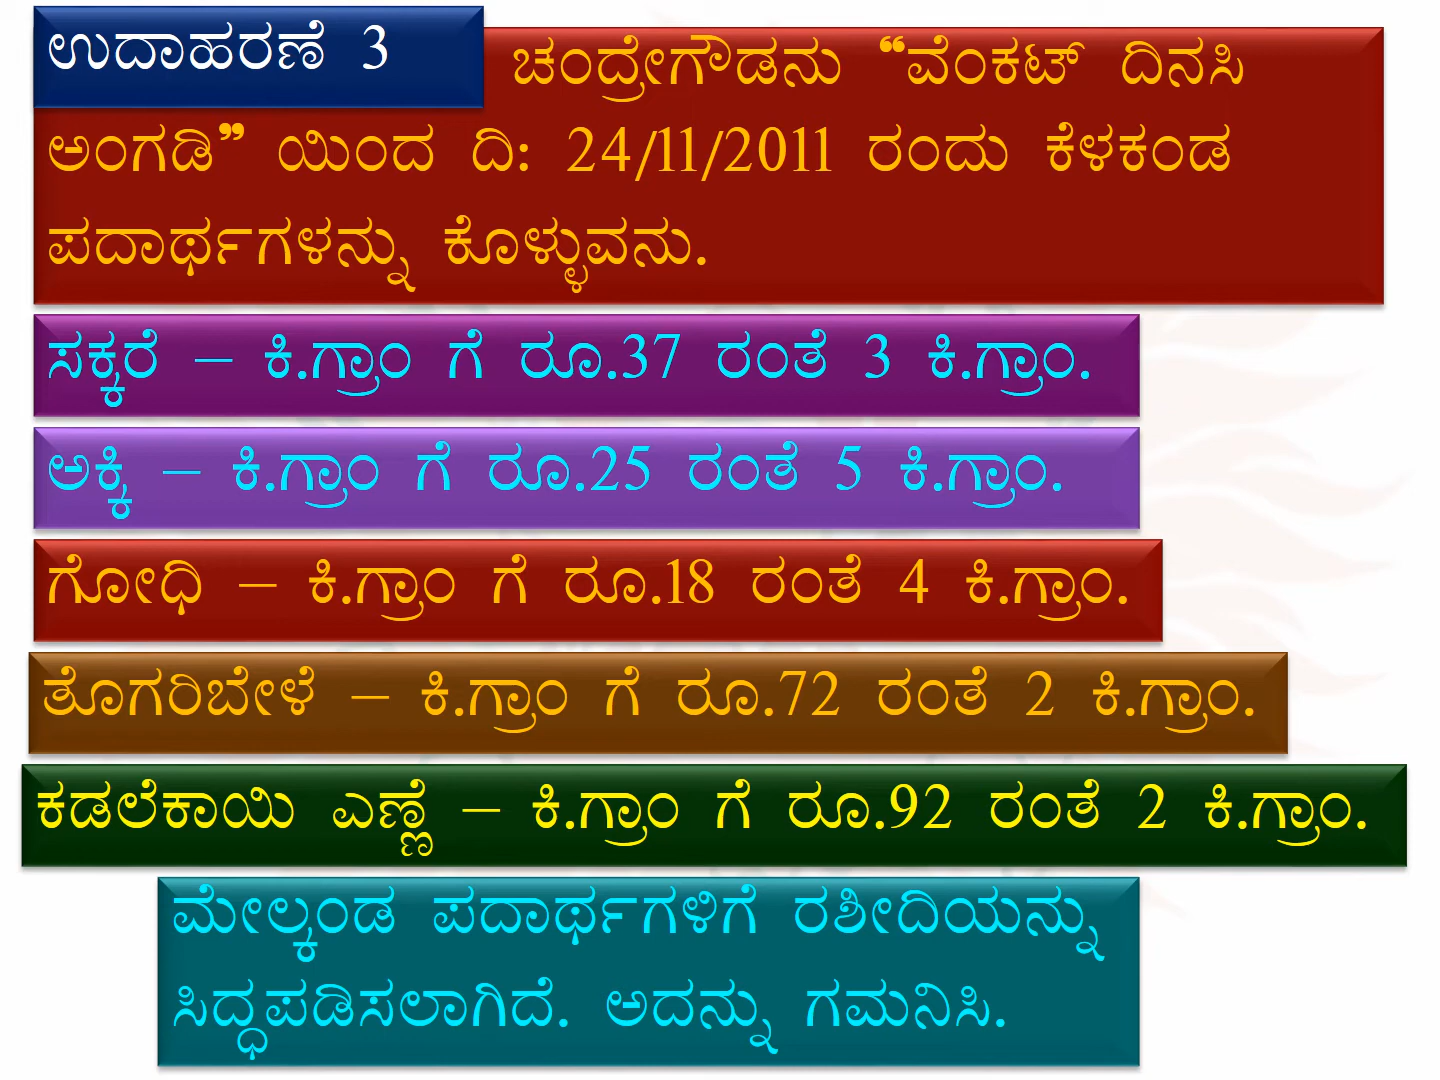 ಉದಾಹರಣೆ 3 ಚಂದ್ರೇಗೌಡನು “ವೆಂಕಟ್ ದಿನಸಿ
ಅಂಗಡಿ” ಯಿಂದ ದಿ: 24/11/2011 ರಂದು ಕೆಳಕಂಡ
ಪದಾರ್ಥಗಳನ್ನು ಕೊಳ್ಳುವನು.
ಸಕ್ಕರೆ – ಕಿ.ಗ್ರಾಂ ಗೆ ರೂ.37 ರಂತೆ 3 ಕಿ.ಗ್ರಾಂ.
ಅಕ್ಕಿ – ಕಿ.ಗ್ರಾಂ ಗೆ ರೂ.25 ರಂತೆ 5 ಕಿ.ಗ್ರಾಂ.
ಗೋಧಿ – ಕಿ.ಗ್ರಾಂ ಗೆ ರೂ.18 ರಂತೆ 4 ಕಿ.ಗ್ರಾಂ.
ತೊಗರಿಬೇಳೆ – ಕಿ.ಗ್ರಾಂ ಗೆ ರೂ.72 ರಂತೆ 2 ಕಿ.ಗ್ರಾಂ.
ಕಡಲೆಕಾಯಿ ಎಣ್ಣೆ – ಕಿ.ಗ್ರಾಂ ಗೆ ರೂ.92 ರಂತೆ 2 ಕಿ.ಗ್ರಾಂ.
ಮೇಲ್ಕಂಡ ಪದಾರ್ಥಗಳಿಗೆ ರಶೀದಿಯನ್ನು
ಸಿದ್ಧಪಡಿಸಲಾಗಿದೆ. ಅದನ್ನು ಗಮನಿಸಿ.